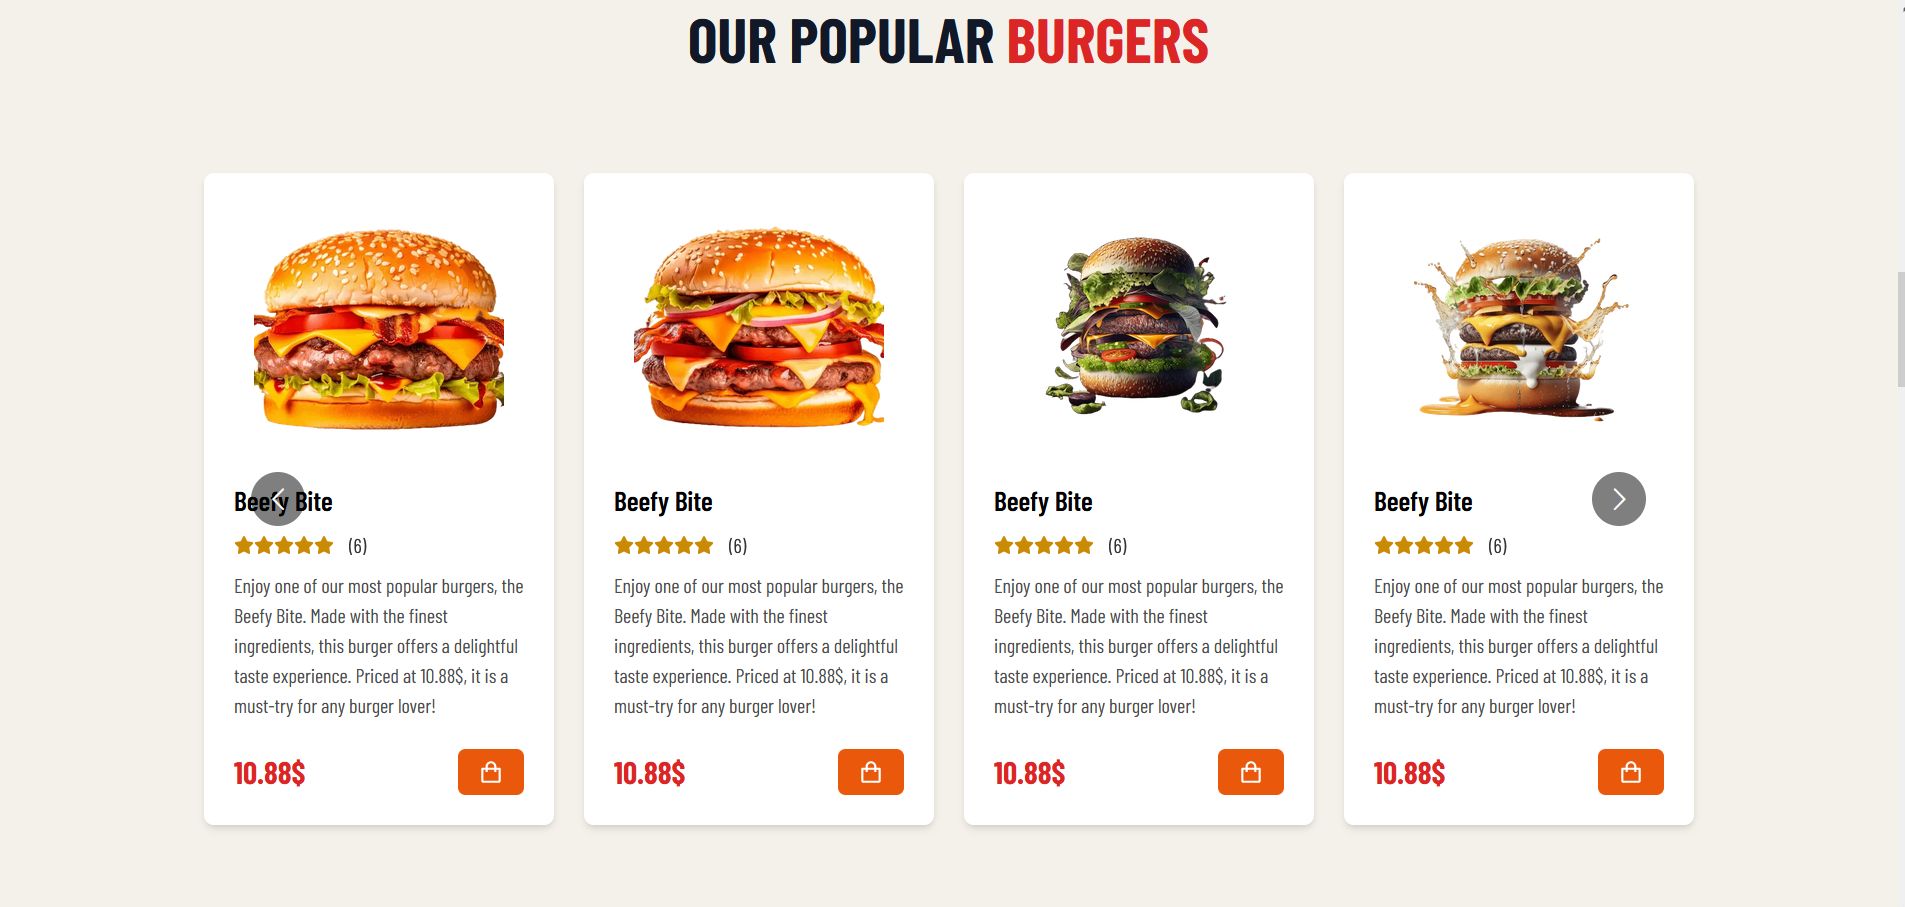 OUR POPULAR BURGERS
Beefy Bite
(6)
Enjoy one of our most popular burgers, the
Beefy Bite. Made with the finest
ingredients, this burger offers a delightful
taste experience. Priced at 10.88$, it is a
must-try for any burger lover!
10.88$
Beefy Bite
(6)
Enjoy one of our most popular burgers, the
Beefy Bite. Made with the finest
ingredients, this burger offers a delightful
taste experience. Priced at 10.88$, it is a
must-try for any burger lover!
10.88$
Beefy Bite
(6)
Enjoy one of our most popular burgers, the
Beefy Bite. Made with the finest
ingredients, this burger offers a delightful
taste experience. Priced at 10.88$, it is a
must-try for any burger lover!
10.88$
Beefy Bite
(6)
Enjoy one of our most popular burgers, the
Beefy Bite. Made with the finest
ingredients, this burger offers a delightful
taste experience. Priced at 10.88$, it is a
must-try for any burger lover!
10.88$